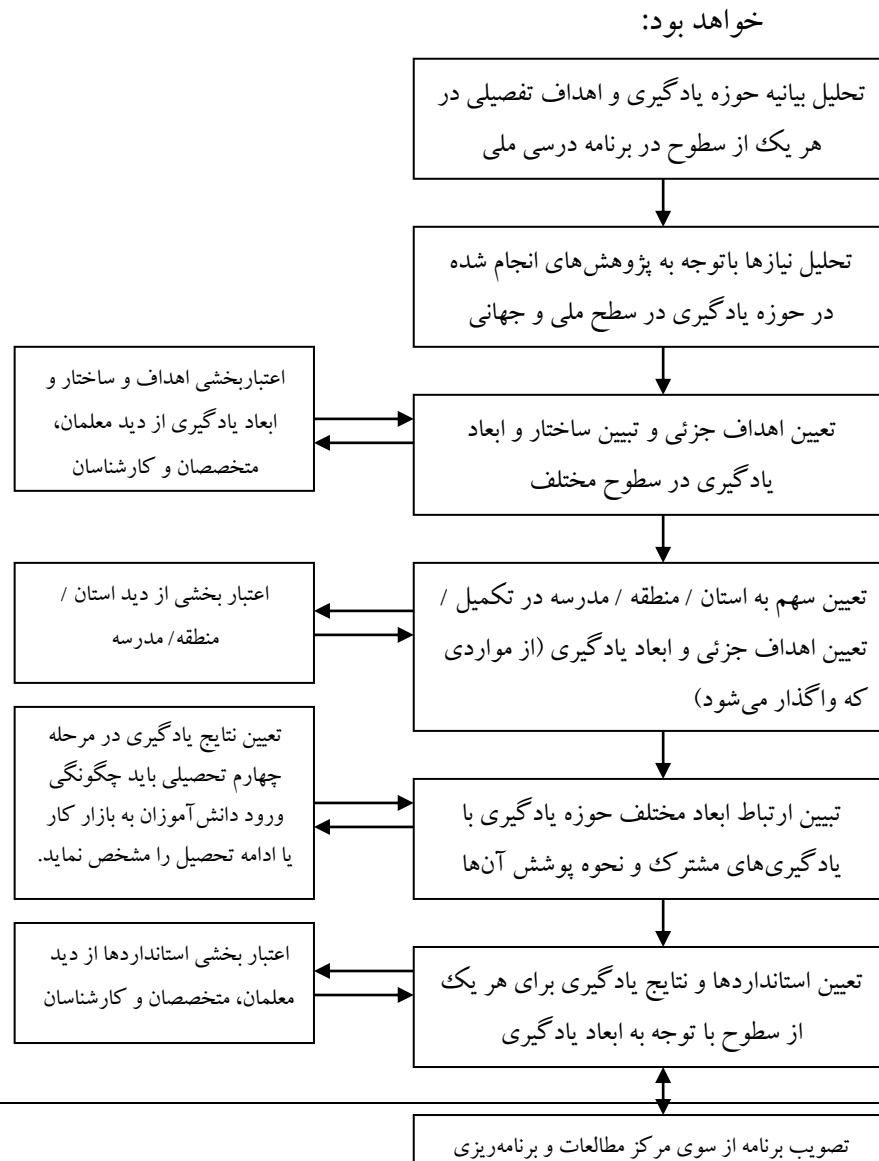 خواهد بود:
تحلیل بیانیه حوزه یادگیری و اهداف تفصیلی در
هر یک از سطوح در برنامه درسی ملی
تحلیل نیازها باتوجه به پژوهش‌های انجام شده
در حوزه یادگیری در سطح ملی و جهانی
تعیین اهداف جزئی و تبیین ساختار و ابعاد
یادگیری در سطوح مختلف
اعتباربخشی اهداف و ساختار و
ابعاد یادگیری از دید معلمان،
متخصصان و کارشناسان
تعیین سهم به استان / منطقه / مدرسه در تکمیل /
تعیین اهداف جزئی و ابعاد یادگیری (از مواردی
که واگذار می‌شود)
اعتبار بخشی از دید استان /
منطقه/ مدرسه
تبیین ارتباط ابعاد مختلف حوزه یادگیری با
یادگیری‌های مشترک و نحوه پوشش آن‌ها
تعیین نتایج یادگیری در مرحله
چهارم تحصیلی باید چگونگی
ورود دانش‌آموزان به بازار کار
یا ادامه تحصیل را مشخص نماید.
تعیین استانداردها و نتایج یادگیری برای هر یک
از سطوح با توجه به ابعاد یادگیری
اعتبار بخشی استانداردها از دید
معلمان، متخصصان و کارشناسان
تصویب برنامه از سوی مرکز مطالعات و برنامه‌ریزی